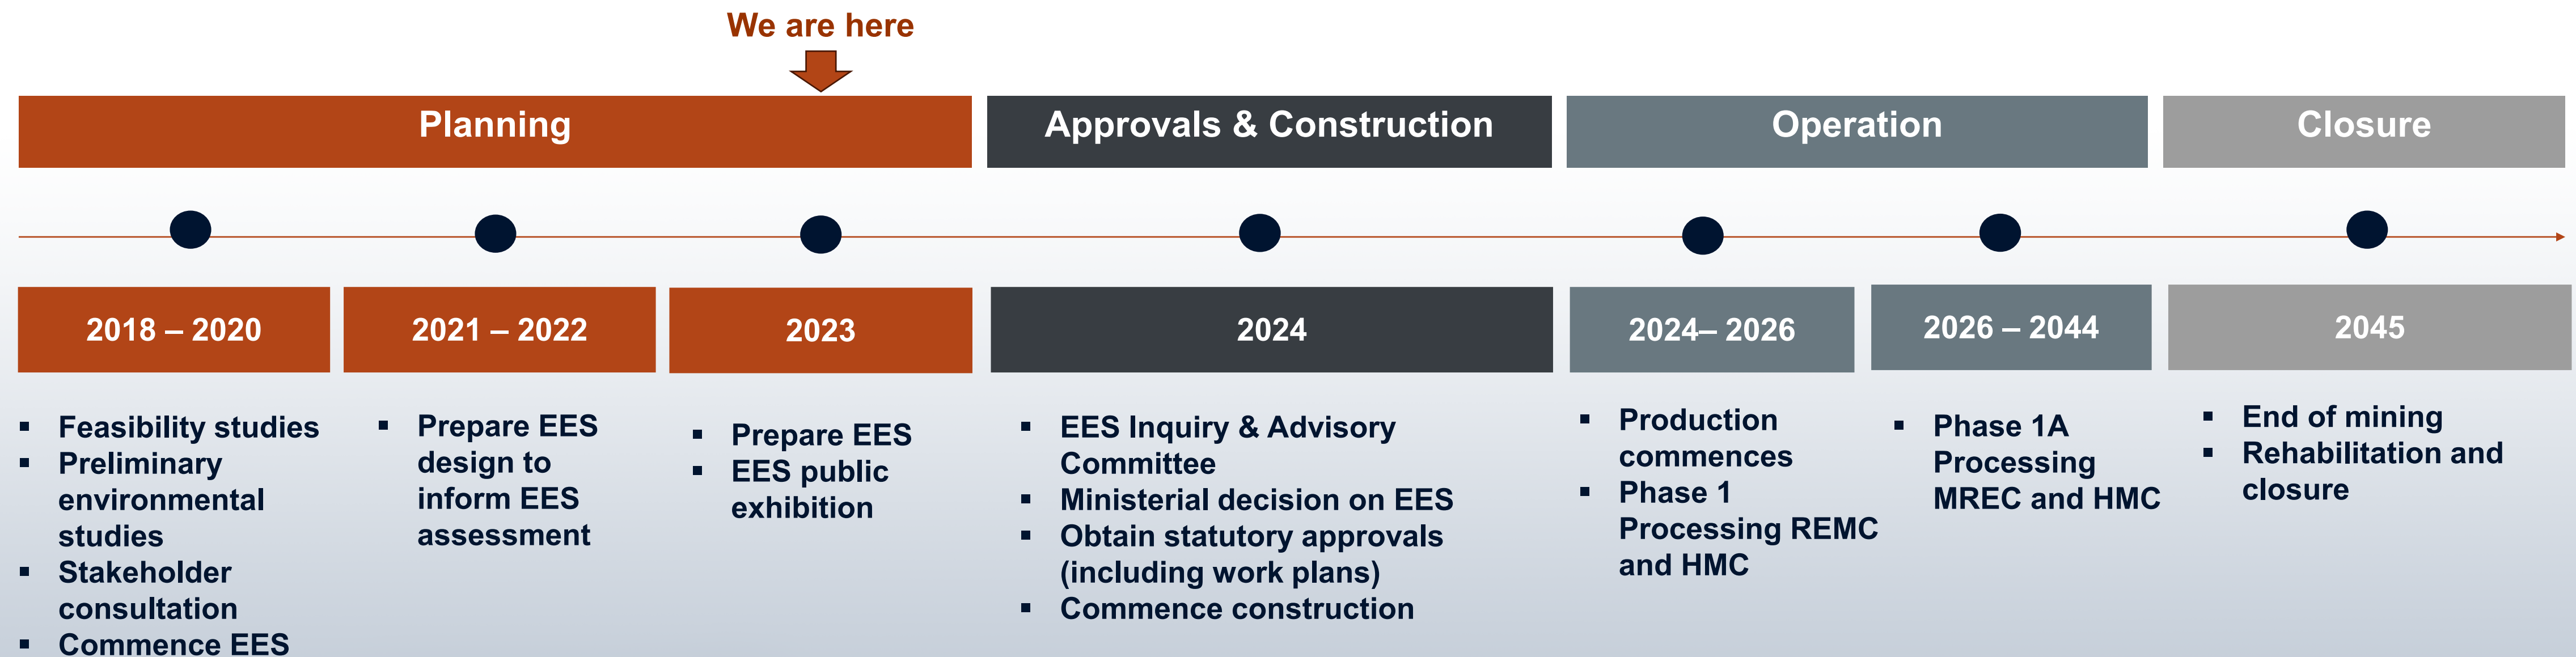 We are here
Planning
Approvals & Construction
Operation
Closure
2018 – 2020
2021 – 2022
2023
2024
2024– 2026
2026 – 2044
2045
▪ Feasibility studies
▪ Preliminary
environmental
studies
▪ Stakeholder
consultation
▪ Commence EES
▪ Prepare EES
design to
inform EES
assessment
▪ Prepare EES
▪ EES public
exhibition
▪ EES Inquiry & Advisory
Committee
▪ Ministerial decision on EES
▪ Obtain statutory approvals
(including work plans)
▪ Commence construction
▪ Production
commences
▪ Phase 1
Processing REMC
and HMC
▪ Phase 1A
Processing
MREC and HMC
▪ End of mining
▪ Rehabilitation and
closure